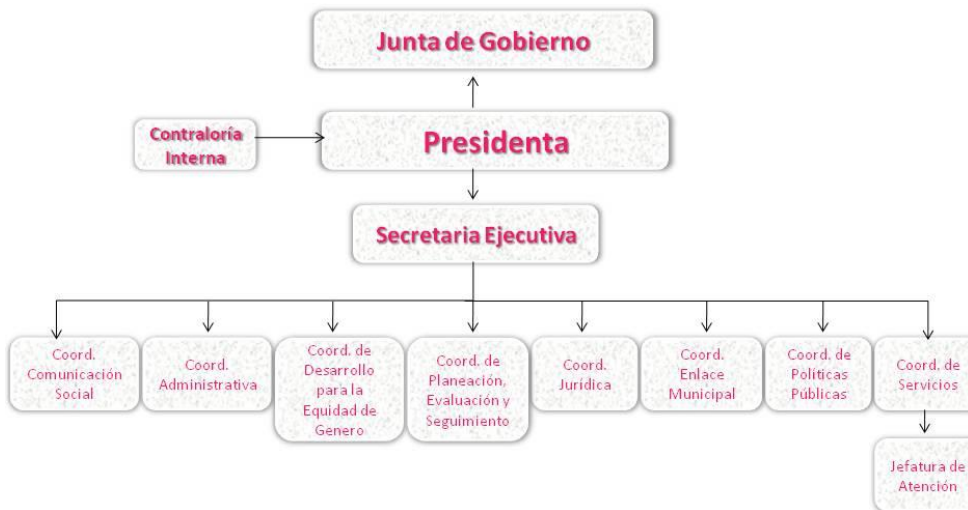 Junta de Gobierno
Contraloría
Interna
Presidenta
Secretaria Ejecutiva
Coord.
Comunicación
Social
Coord.
Administrativa
Coord. de
Desarrollo
para la
Equidad de
Genero
Coord. de
Planeación,
Evaluación y
Seguimiento
Coord.
Jurídica
Coord.
Enlace
Municipal
Coord. de
Políticas
Públicas
Coord. de
Servicios
Jefatura de
Atención